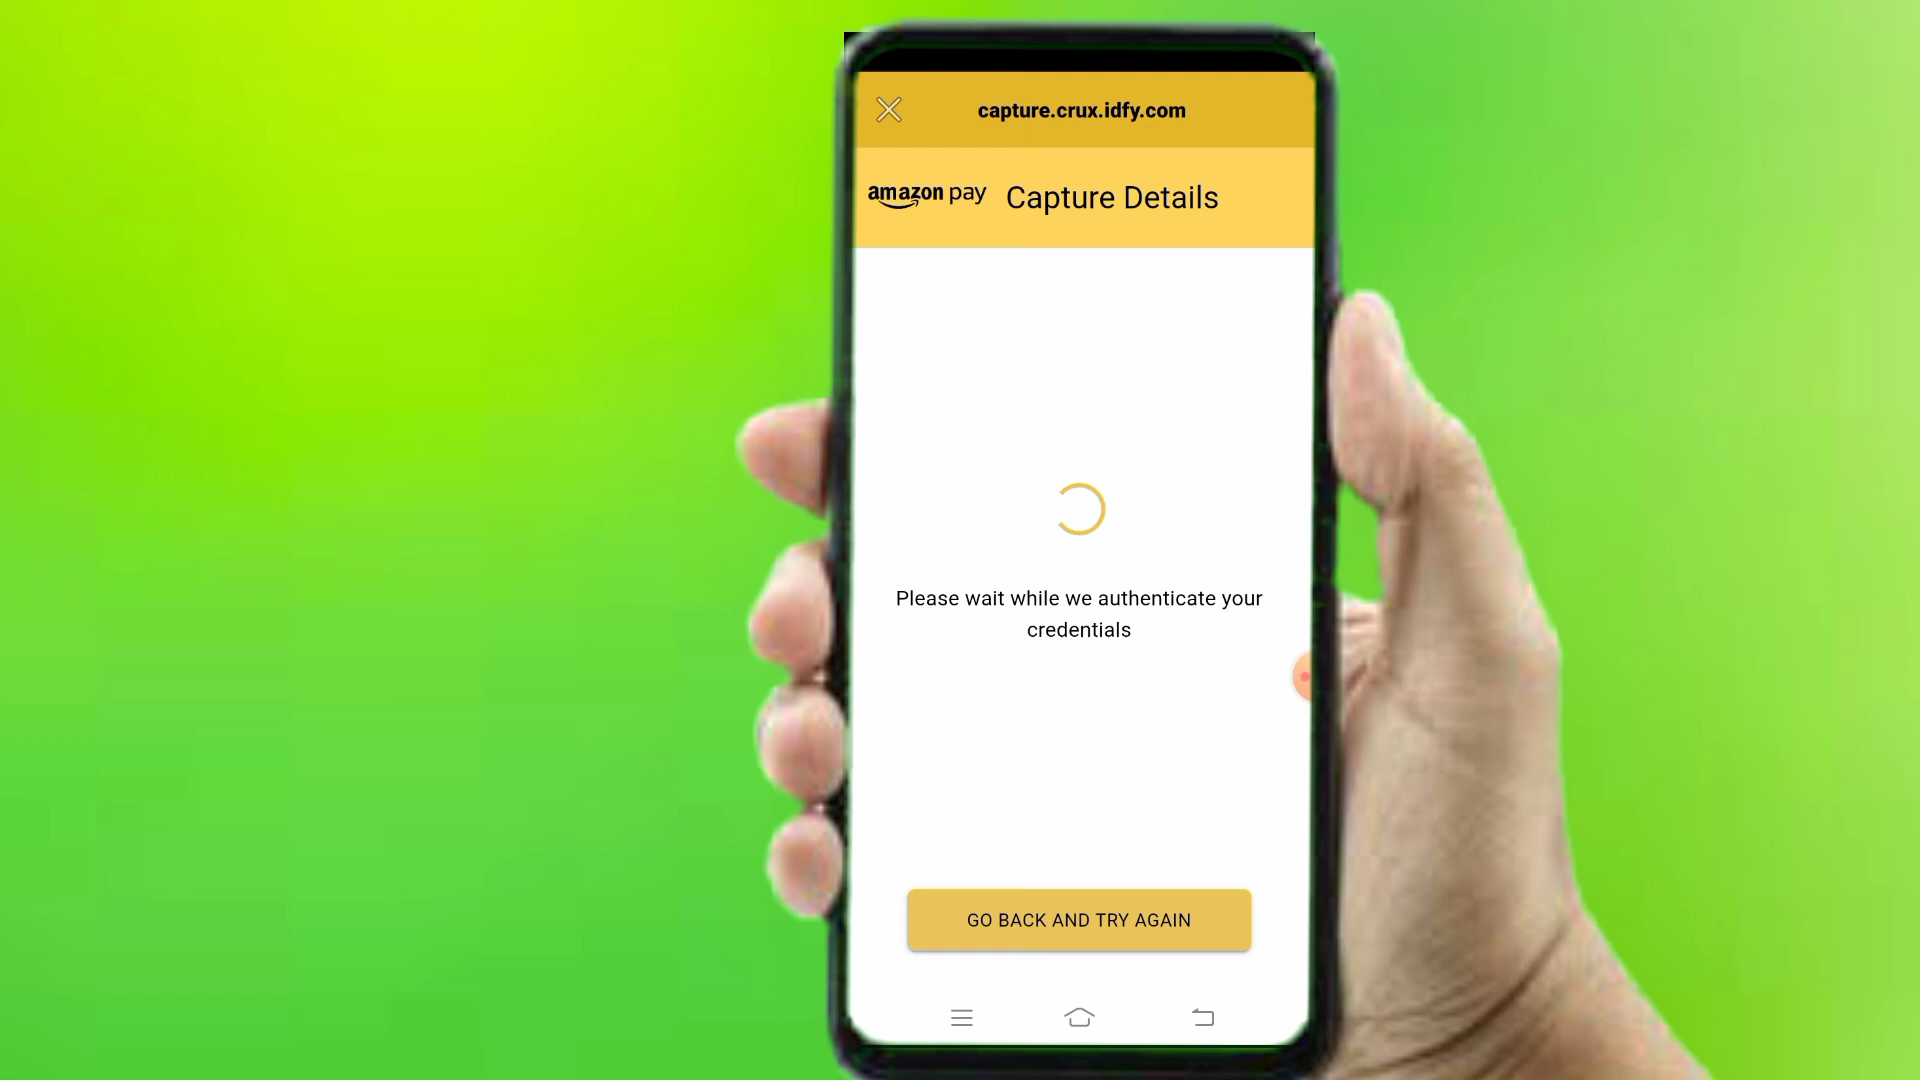 capture.crux.idfy.com
amazon pay Capture Details
Please wait while we authenticate your
credentials
GO BACK AND TRY AGAIN